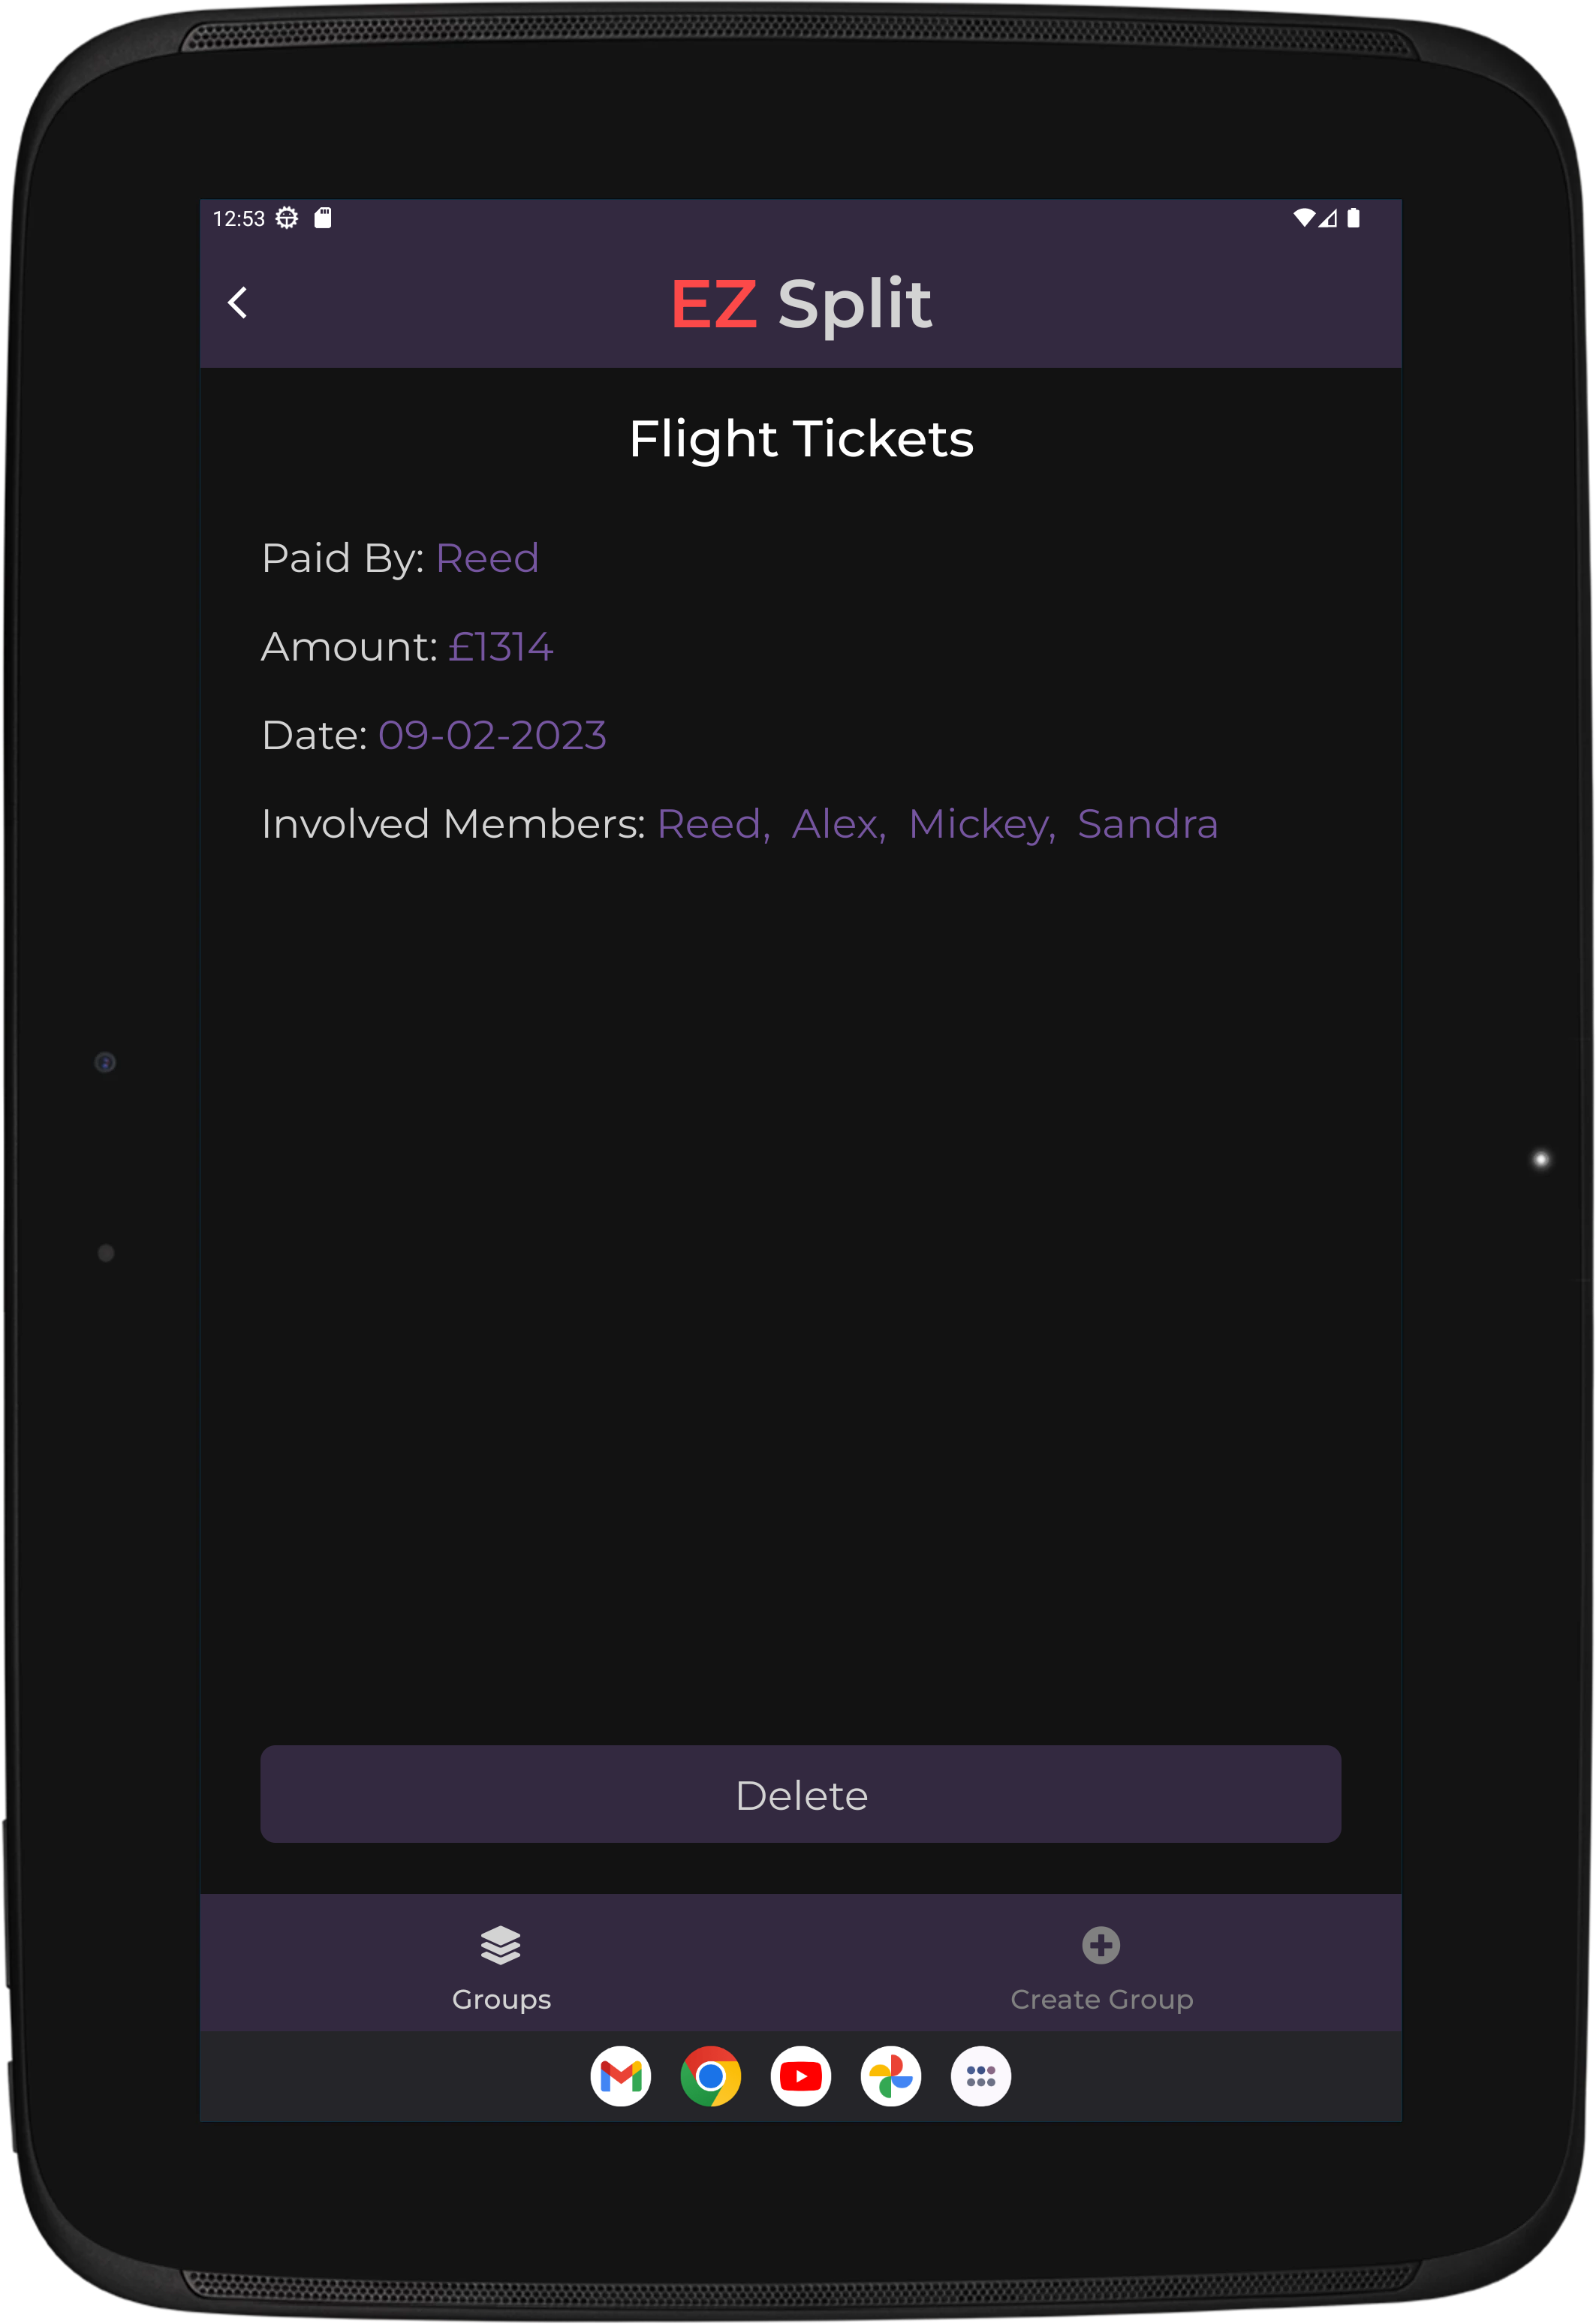 12:53
EZ Split
Flight Tickets
Paid By: Reed
Amount: £1314
Date: 09-02-2023
Involved Members: Reed, Alex, Mickey, Sandra
Delete
Groups
Create Group